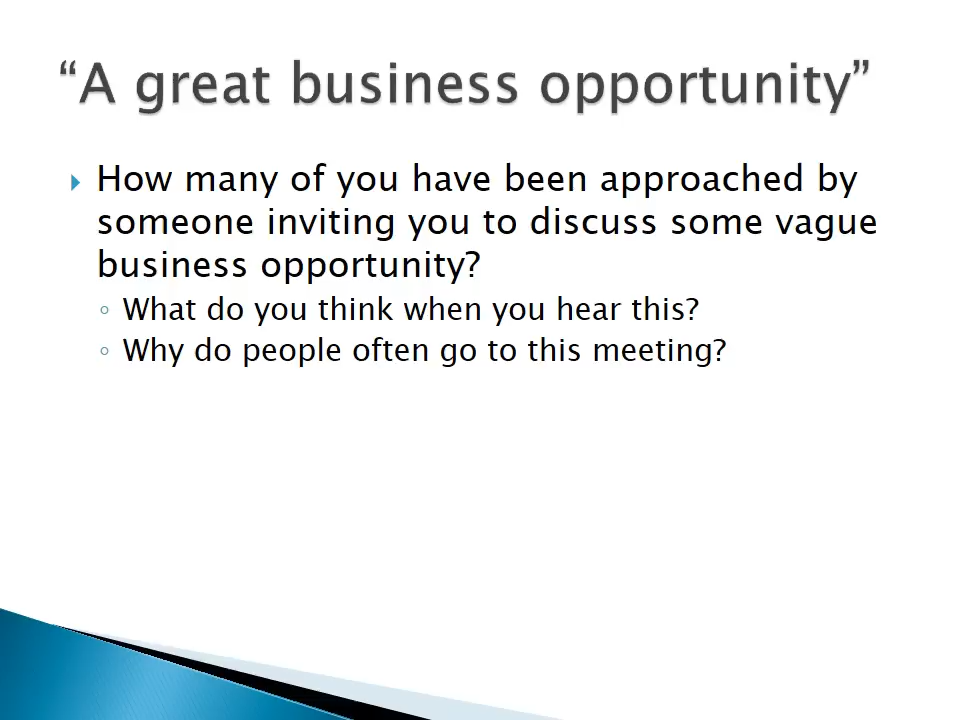 “A great business opportunity”
How many of you have been approached by
someone inviting you to discuss some vague
business opportunity?
What do you think when you hear this?
Why do people often go to this meeting?